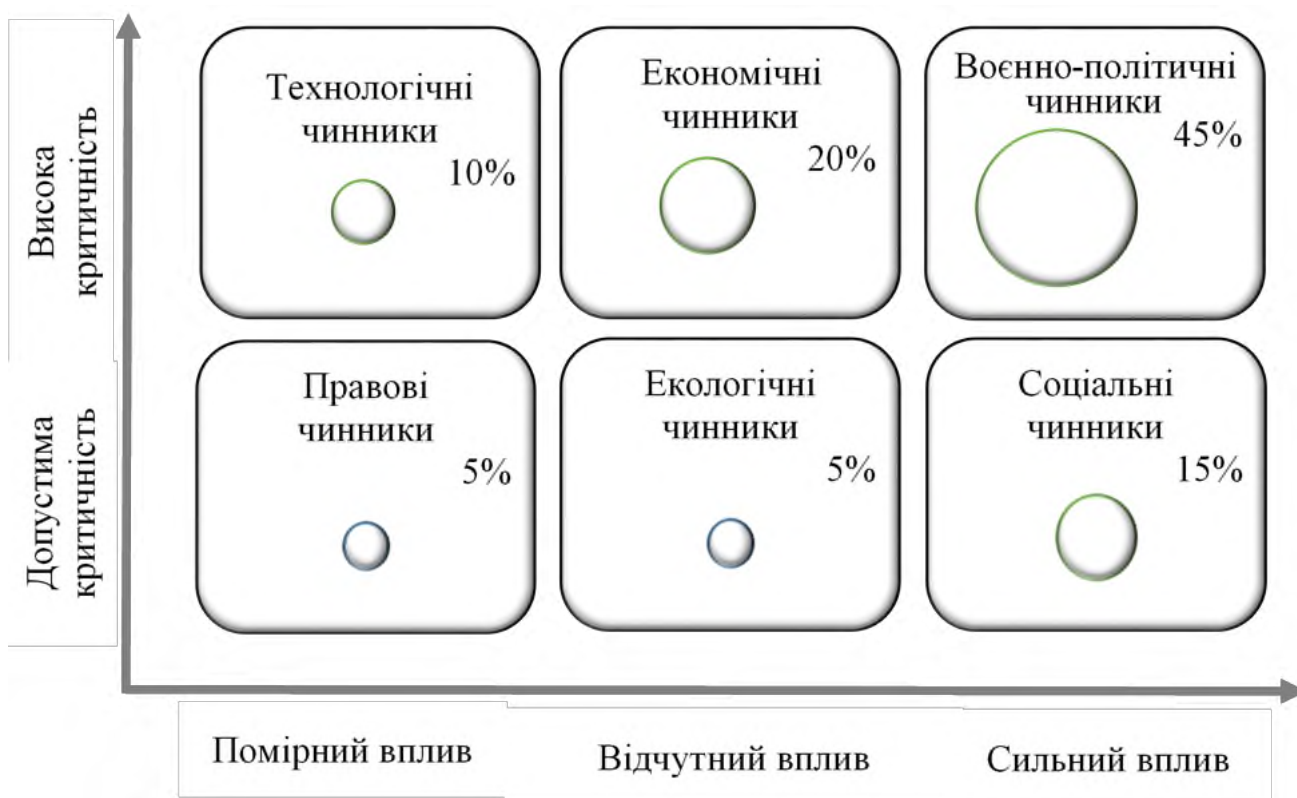 Висока
критичність
Технологічні
чинники
10%
Економічні
чинники
20%
Воєнно-політичні
чинники
45%
Допустима
критичність
Правові
чинники
5%
Екологічні
чинники
5%
Соціальні
чинники
15%
Помірний вплив
Відчутний вплив
Сильний вплив